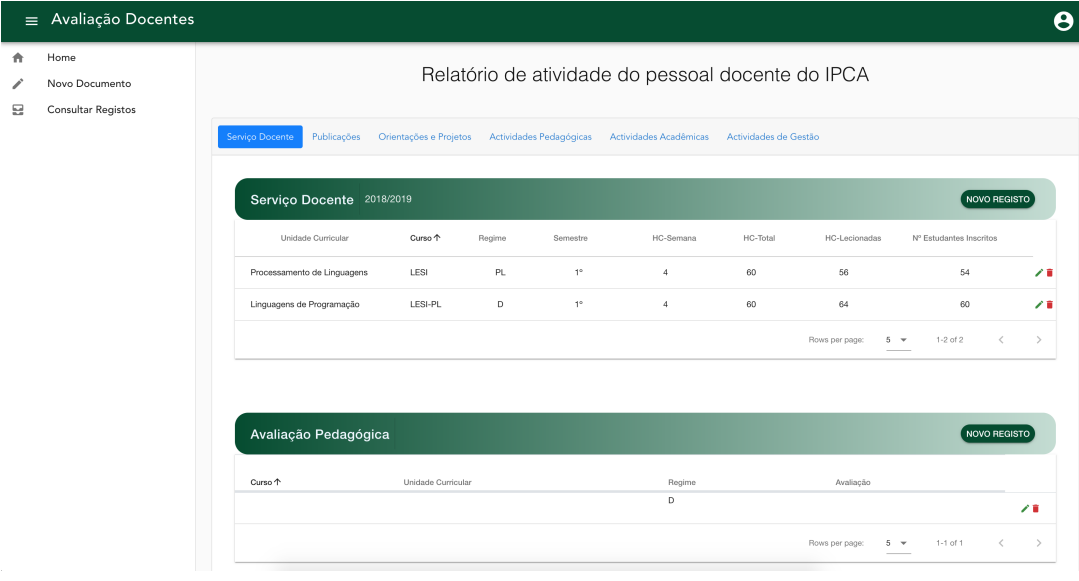 Avaliação Docentes
Home
Novo Documento
Consultar Registos
Relatório de atividade do pessoal docente do IPCA
Serviço Docente Publicações Orientações e Projetos Actividades Pedagógicas Actividades Acadêmicas Actividades de Gestão
Serviço Docente 2018/2019 NOVO REGISTO
Unidade Curricular Curso Regime Semestre HC-Semana HC-Total HC-Lecionadas Nº Estudantes Inscritos
Processamento de Linguagens LESI PL 1º 4 60 56 54
Linguagens de Programação LESI-PL D 1º 4 60 64 60
Rows per page: 5 1-2 of 2
Avaliação Pedagógica NOVO REGISTO
Curso Unidade Curricular Regime Avaliação
D
Rows per page: 5 1-1 of 1